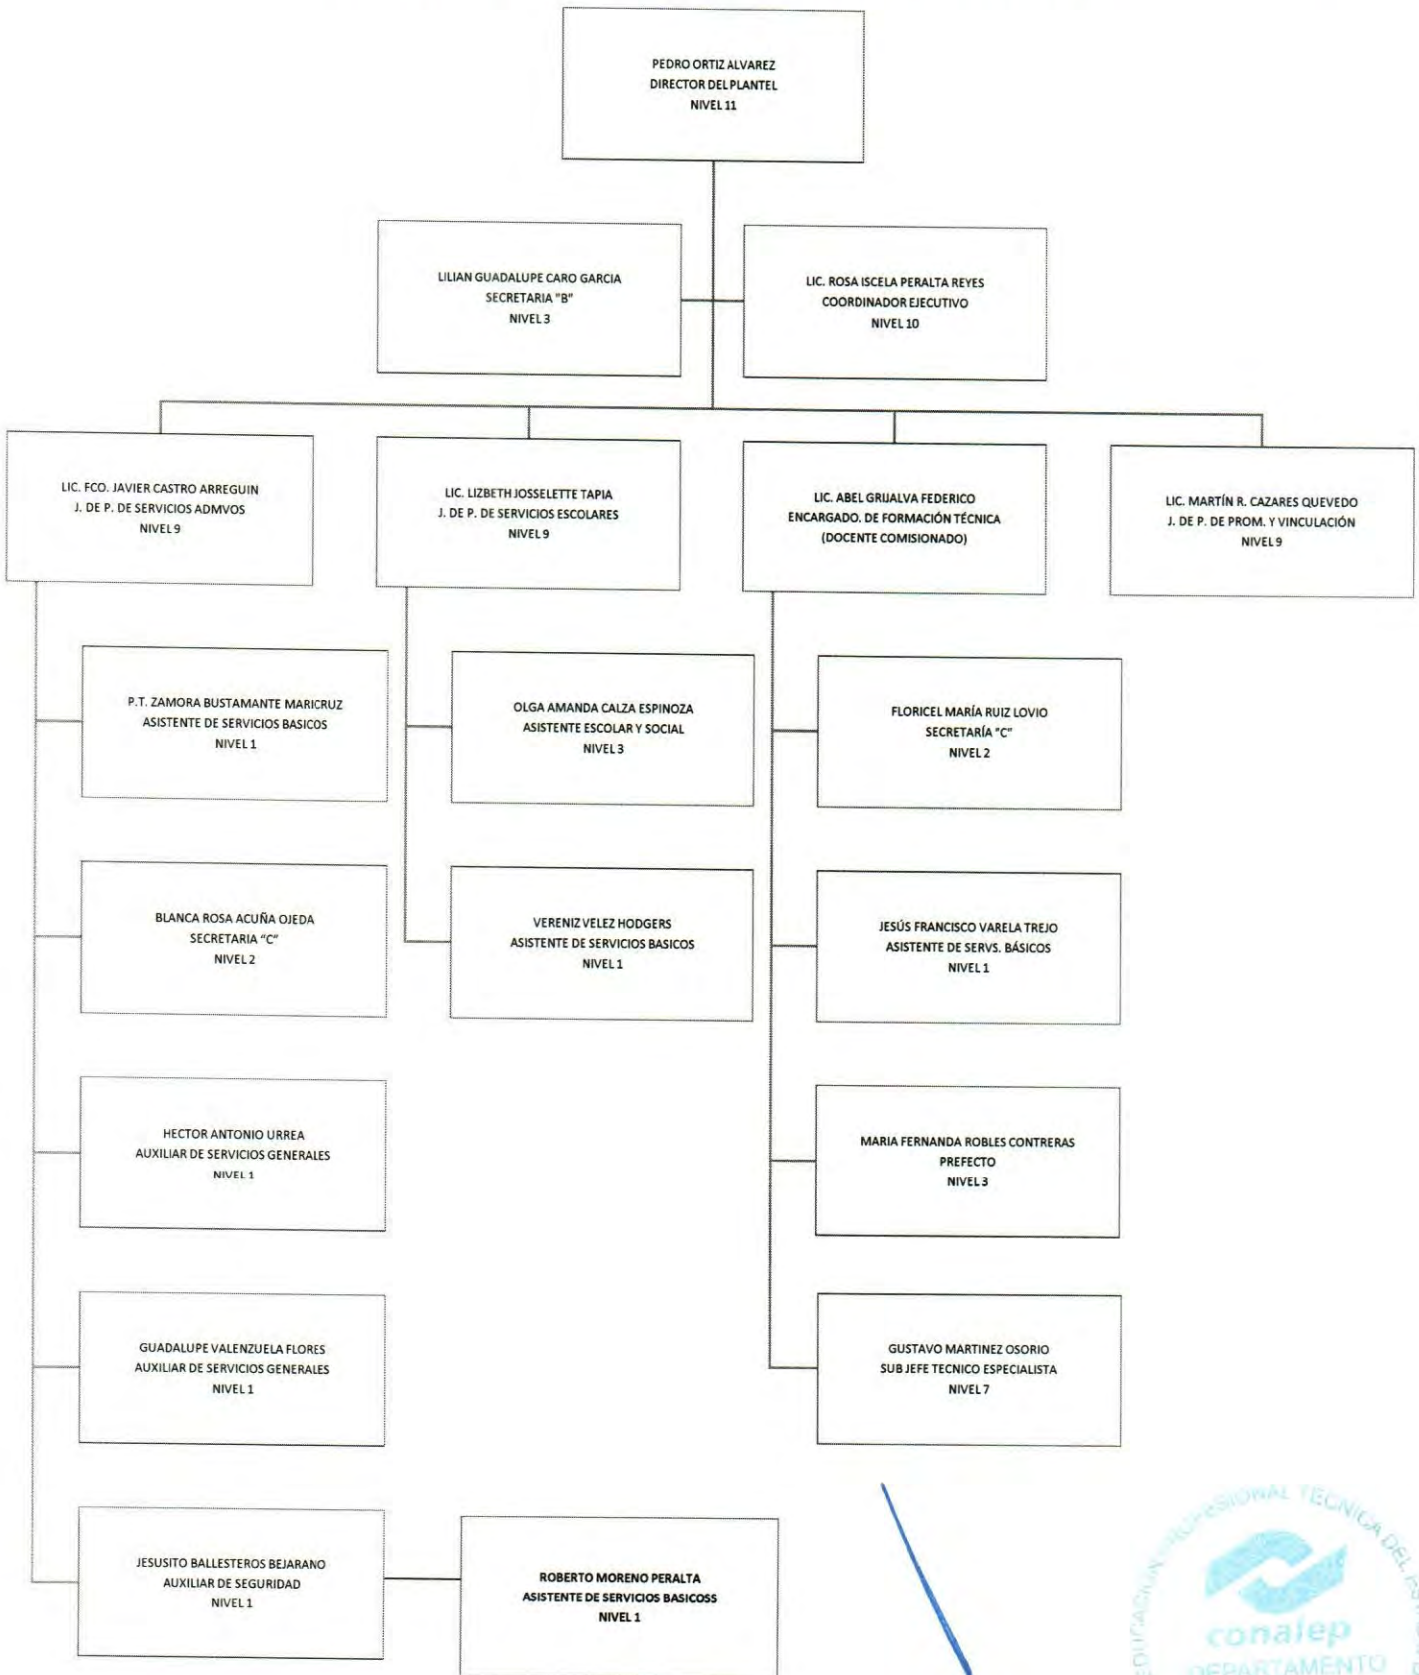 PEDRO ORTIZ ALVAREZ
DIRECTOR DEL PLANTEL
NIVEL 11
LILIAN GUADALUPE CARO GARCIA
SECRETARIA "B"
NIVEL 3
LIC. ROSA ISCELA PERALTA REYES
COORDINADOR EJECUTIVO
NIVEL 10
LIC. FCO. JAVIER CASTRO ARREGUIN
J. DE P. DE SERVICIOS ADMVOS
NIVEL 9
LIC. LIZBETH JOSSELETTE TAPIA
J. DE P. DE SERVICIOS ESCOLARES
NIVEL 9
LIC. ABEL GRIJALVA FEDERICO
ENCARGADO. DE FORMACIÓN TÉCNICA
(DOCENTE COMISIONADO)
LIC. MARTÍN R. CAZARES QUEVEDO
J. DE P. DE PROM. Y VINCULACIÓN
NIVEL 9
P.T. ZAMORA BUSTAMANTE MARICRUZ
ASISTENTE DE SERVICIOS BASICOS
NIVEL 1
OLGA AMANDA CALZA ESPINOZA
ASISTENTE ESCOLAR Y SOCIAL
NIVEL 3
FLORICEL MARÍA RUIZ LOVIO
SECRETARÍA "C"
NIVEL 2
BLANCA ROSA ACUÑA OJEDA
SECRETARIA "C"
NIVEL 2
VERENIZ VELEZ HODGERS
ASISTENTE DE SERVICIOS BASICOS
NIVEL 1
JESÚS FRANCISCO VARELA TREJO
ASISTENTE DE SERVS. BÁSICOS
NIVEL 1
HECTOR ANTONIO URREA
AUXILIAR DE SERVICIOS GENERALES
NIVEL 1
MARIA FERNANDA ROBLES CONTRERAS
PREFECTO
NIVEL 3
GUADALUPE VALENZUELA FLORES
AUXILIAR DE SERVICIOS GENERALES
NIVEL 1
GUSTAVO MARTINEZ OSORIO
SUB JEFE TECNICO ESPECIALISTA
NIVEL 7
JESUSITO BALLESTEROS BEJARANO
AUXILIAR DE SEGURIDAD
NIVEL 1
ROBERTO MORENO PERALTA
ASISTENTE DE SERVICIOS BASICOSS
NIVEL 1
EDUCACION PROFESIONAL TECNICA DEL
conalep
DEPARTAMENTO